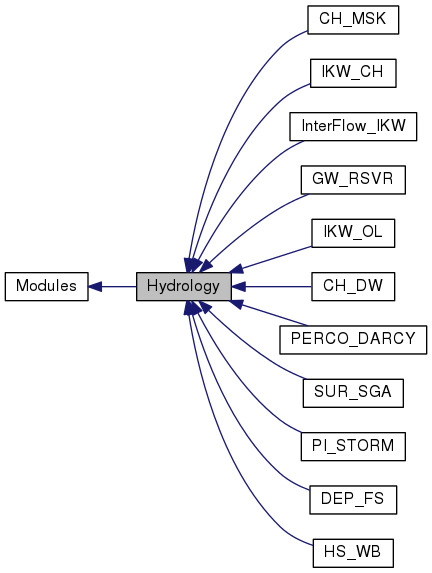 CH_MSK
IKW_CH
InterFlow_IKW
GW_RSVR
IKW_OL
Modules
Hydrology
CH_DW
PERCO_DARCY
SUR_SGA
PI_STORM
DEP_FS
HS_WB